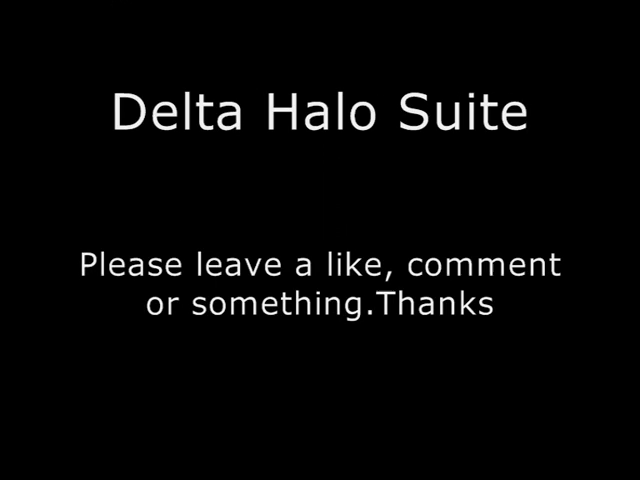 Delta Halo Suite
Please leave a like, comment
or something.Thanks